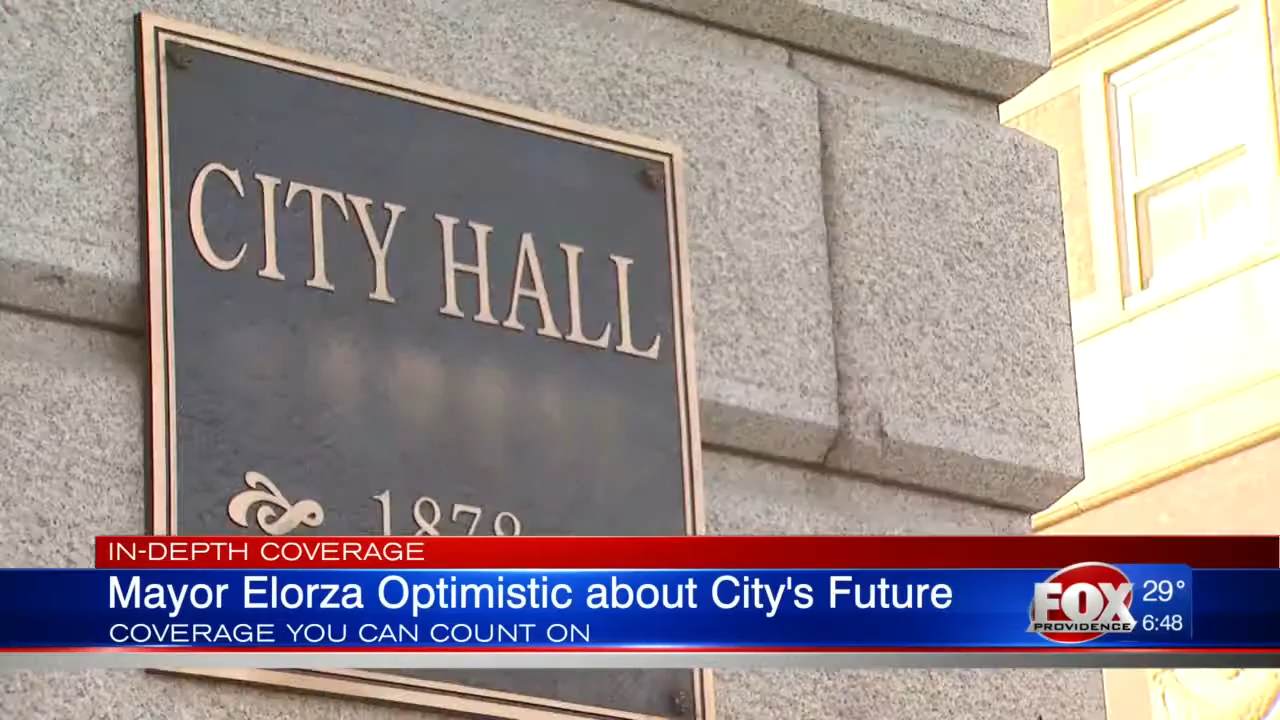 CITY HALL
1878
IN-DEPTH COVERAGE
Mayor Elorza Optimistic about City's Future
COVERAGE YOU CAN COUNT ON
FOX
PROVIDENCE
29°
6:48